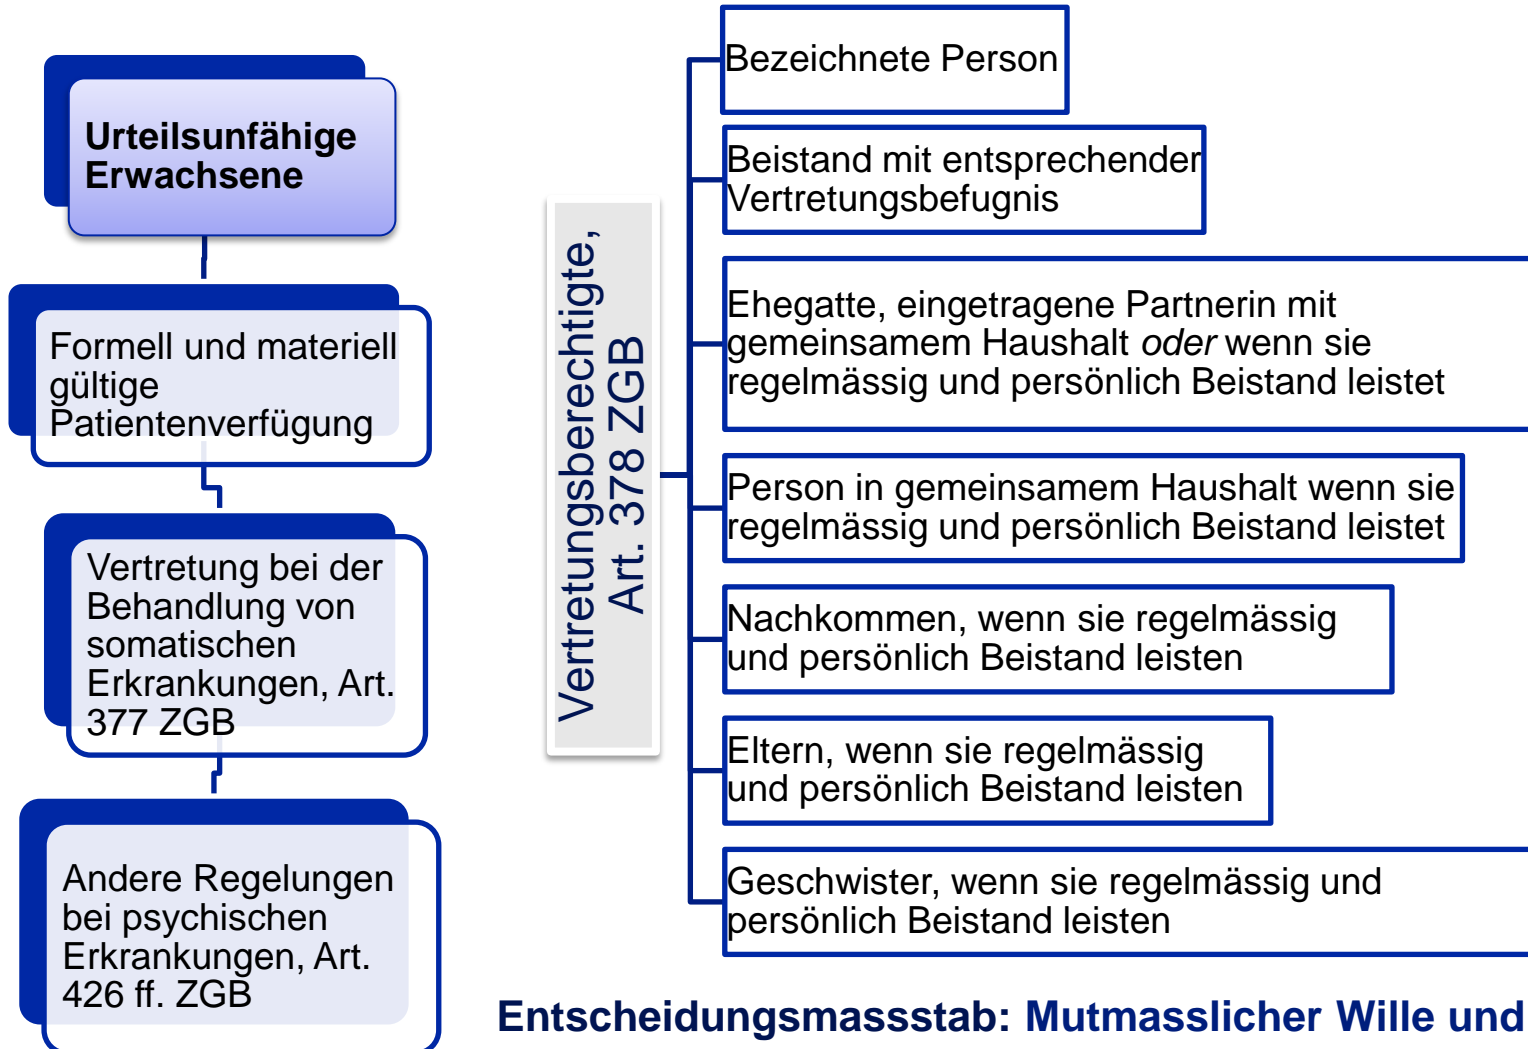 Urteilsunfähige
Erwachsene
Formell und materiell
gültige
Patientenverfügung
Vertretung bei der
Behandlung von
somatischen
Erkrankungen, Art.
377 ZGB
Andere Regelungen
bei psychischen
Erkrankungen, Art.
426 ff. ZGB
Vertretungsberechtigte,
Art. 378 ZGB
Bezeichnete Person
Beistand mit entsprechender
Vertretungsbefugnis
Ehegatte, eingetragene Partnerin mit
gemeinsamem Haushalt oder wenn sie
regelmässig und persönlich Beistand leistet
Person in gemeinsamem Haushalt wenn sie
regelmässig und persönlich Beistand leistet
Nachkommen, wenn sie regelmässig
und persönlich Beistand leisten
Eltern, wenn sie regelmässig
und persönlich Beistand leisten
Geschwister, wenn sie regelmässig und
persönlich Beistand leisten
Entscheidungsmassstab: Mutmasslicher Wille und